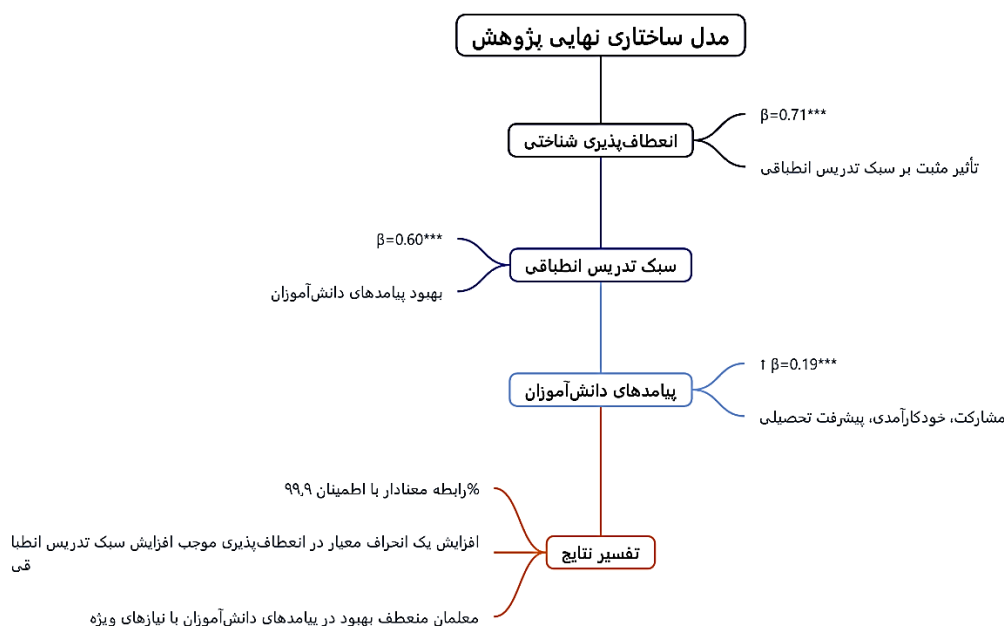 مدل ساختاری نهایی پژوهش
β=0.71***
انعطاف‌پذیری شناختی
تأثیر مثبت بر سبک تدریس انطباقی
β=0.60***
سبک تدریس انطباقی
بهبود پیامدهای دانش‌آموزان
↑ β=0.19***
پیامدهای دانش‌آموزان
مشارکت، خودکارآمدی، پیشرفت تحصیلی
%رابطه معنادار با اطمینان ۹۹٫۹
افزایش یک انحراف معیار در انعطاف‌پذیری موجب افزایش سبک تدریس انطبا
قی
تفسیر نتایج
معلمان منعطف بهبود در پیامدهای دانش‌آموزان با نیازهای ویژه